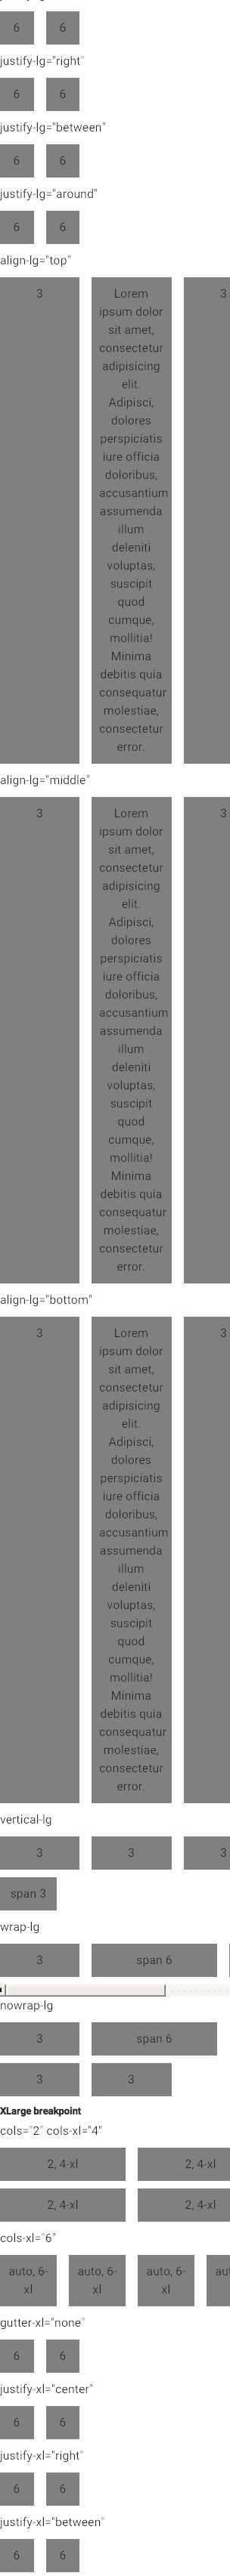 6 6
justify-lg="right"
6 6
justify-lg="between"
6 6
justify-lg="around"
6 6
align-lg="top"
3 Lorem 3
ipsum dolor
sit amet,
consectetur
adipisicing
elit.
Adipisci,
dolores
perspiciatis
iure officia
doloribus,
accusantium
assumenda
illum
deleniti
voluptas,
suscipit
quod
cumque,
mollitia!
Minima
debitis quia
consequatur
molestiae,
consectetur
error.
align-lg="middle"
3 Lorem 3
ipsum dolor
sit amet,
consectetur
adipisicing
elit.
Adipisci,
dolores
perspiciatis
iure officia
doloribus,
accusantium
assumenda
illum
deleniti
voluptas,
suscipit
quod
cumque,
mollitia!
Minima
debitis quia
consequatur
molestiae,
consectetur
error.
align-lg="bottom"
3 Lorem 3
ipsum dolor
sit amet,
consectetur
adipisicing
elit.
Adipisci,
dolores
perspiciatis
iure officia
doloribus,
accusantium
assumenda
illum
deleniti
voluptas,
suscipit
quod
cumque,
mollitia!
Minima
debitis quia
consequatur
molestiae,
consectetur
error.
vertical-lg
3 3 3
span 3
wrap-lg
3 span 6
nowrap-lg
3 span 6
3 3
XLarge breakpoint
cols="2" cols-xl="4"
2, 4-xl 2, 4-xl
2, 4-xl 2, 4-xl
cols-xl="6"
auto, 6- auto, 6- auto, 6-
xl xl xl
gutter-xl="none"
6 6
justify-xl="center"
6 6
justify-xl="right"
6 6
justify-xl="between"
6 6